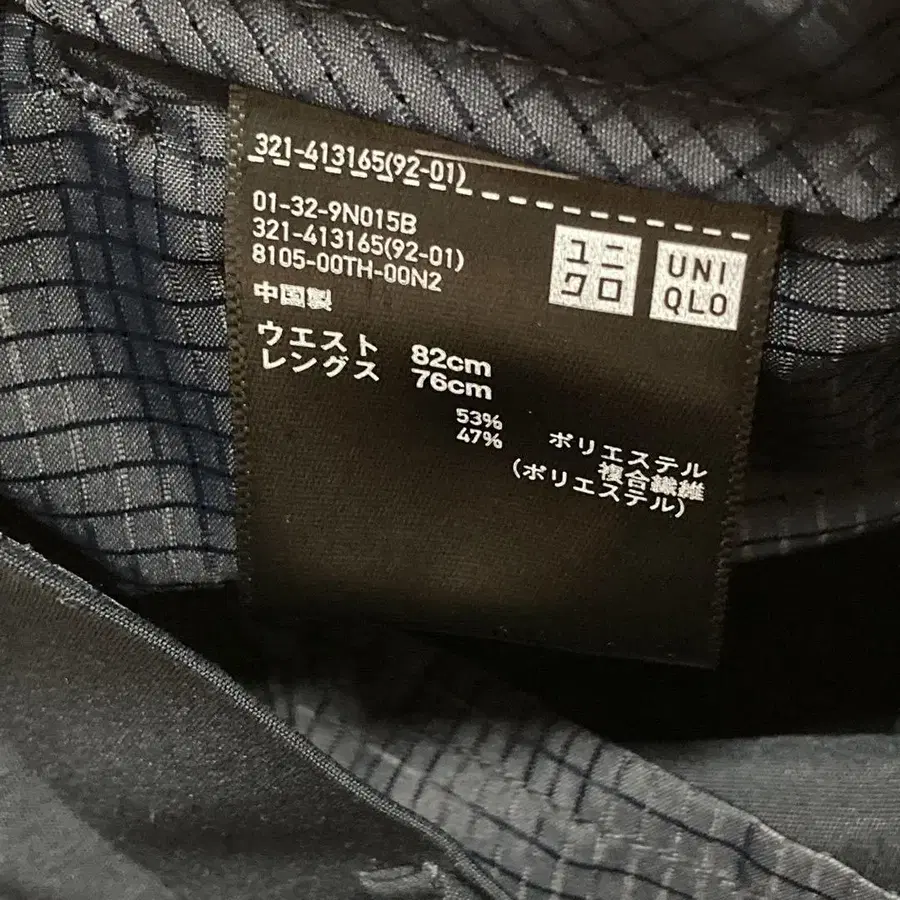 321-413165(92-01)
01-32-9N015B
321-413165(92-01)
8105-00TH-00N2
中国製
ユニ
クロ
UNI
QLO
ウエスト 82cm
レングス 76cm
53% ポリエステル
47% 複合繊維
(ポリエステル)